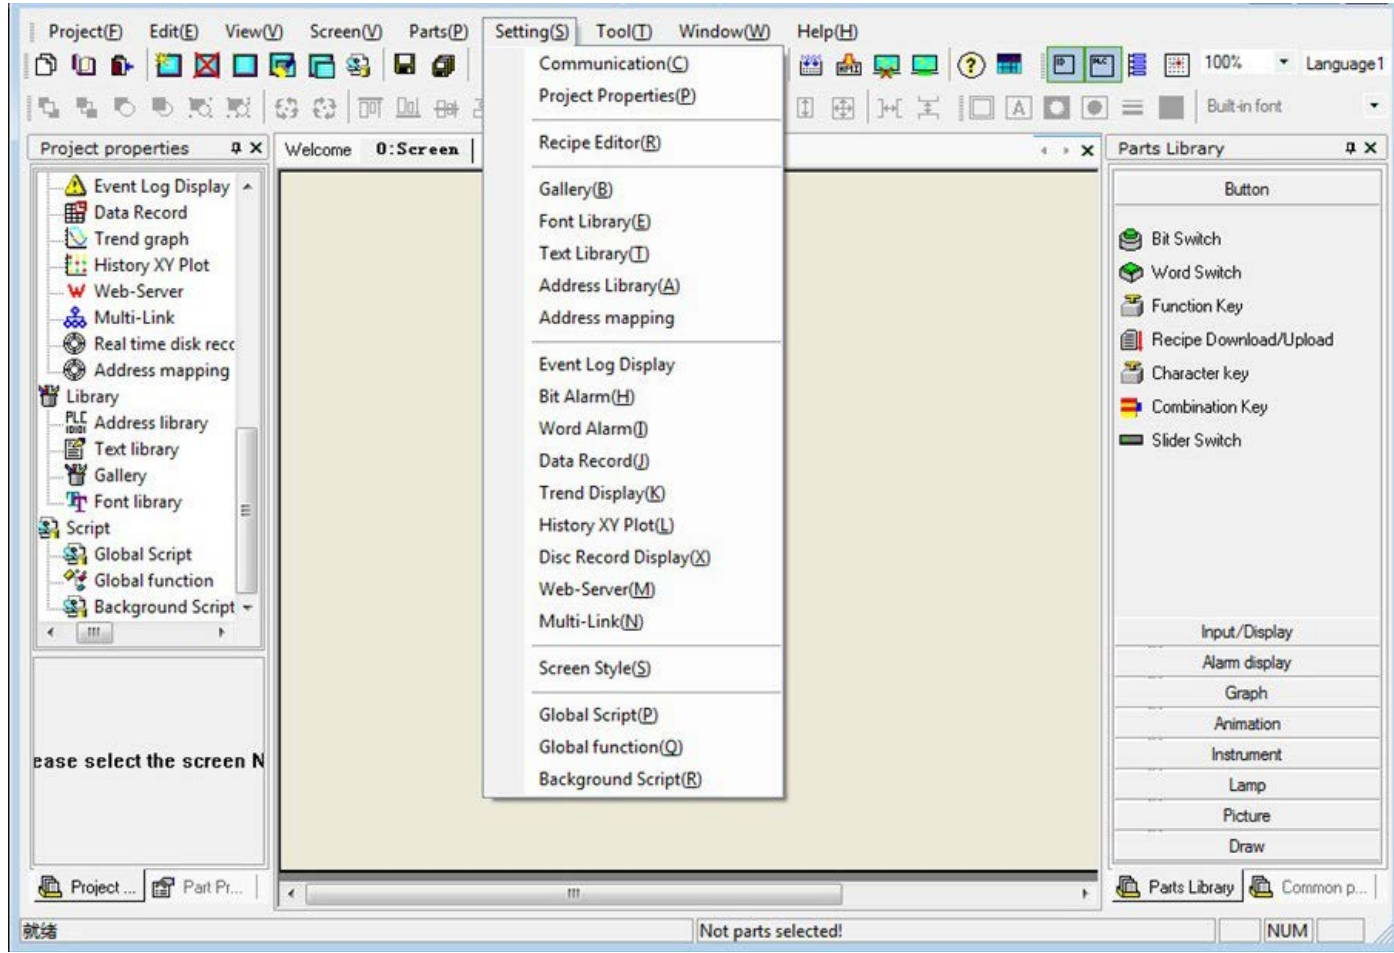 Project(F) Edit(E) View(V) Screen(V) Parts(P) Setting(S) Tool(T) Window(W) Help(H)
100% Language1
A Built-in font
Project properties
Event Log Display
Data Record
Trend graph
History XY Plot
Web-Server
Multi-Link
Real time disk recc
Address mapping
Library
Address library
Text library
Gallery
Font library
Script
Global Script
Global function
Background Script
ease select the screen N
Project ... Part Pr...
Welcome 0:Screen
Communication(C)
Project Properties(P)
Recipe Editor(R)
Gallery(B)
Font Library(E)
Text Library(T)
Address Library(A)
Address mapping
Event Log Display
Bit Alarm(H)
Word Alarm(I)
Data Record(J)
Trend Display(K)
History XY Plot(L)
Disc Record Display(X)
Web-Server(M)
Multi-Link(N)
Screen Style(S)
Global Script(P)
Global function(Q)
Background Script(R)
Parts Library
Button
Bit Switch
Word Switch
Function Key
Recipe Download/Upload
Character key
Combination Key
Slider Switch
Input/Display
Alarm display
Graph
Animation
Instrument
Lamp
Picture
Draw
Parts Library Common p...
就绪 Not parts selected! NUM